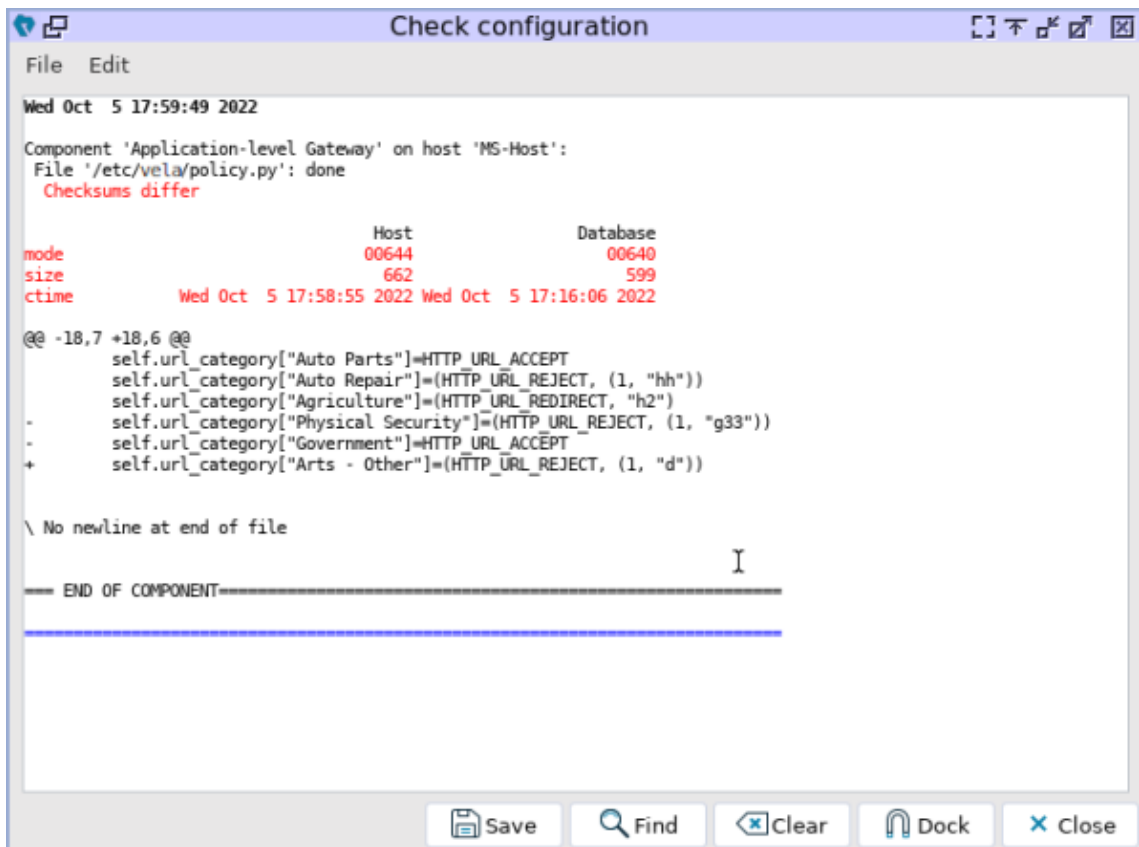 Check configuration
File Edit
Wed Oct  5 17:59:49 2022
Component 'Application-level Gateway' on host 'MS-Host':
 File '/etc/vela/policy.py': done
  Checksums differ
                                    Host                 Database
mode                               00644                    00640
size                                 662                      599
ctime           Wed Oct  5 17:58:55 2022 Wed Oct  5 17:16:06 2022
@@ -18,7 +18,6 @@
         self.url_category["Auto Parts"]=HTTP_URL_ACCEPT
         self.url_category["Auto Repair"]=(HTTP_URL_REJECT, (1, "hh"))
         self.url_category["Agriculture"]=(HTTP_URL_REDIRECT, "h2")
-        self.url_category["Physical Security"]=(HTTP_URL_REJECT, (1, "g33"))
-        self.url_category["Government"]=HTTP_URL_ACCEPT
+        self.url_category["Arts - Other"]=(HTTP_URL_REJECT, (1, "d"))
\ No newline at end of file
=== END OF COMPONENT==========================================================
==============================================================================
Save Find Clear Dock Close